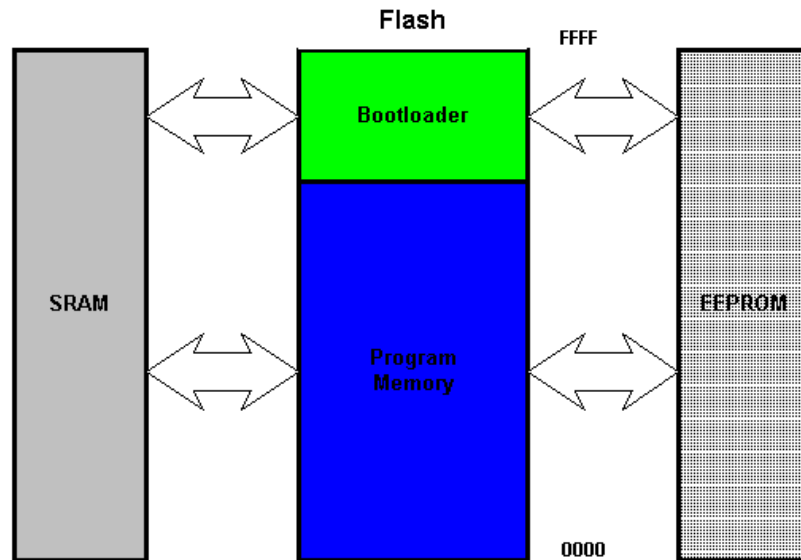 Flash
FFFF
Bootloader
SRAM
EEPROM
Program
Memory
0000